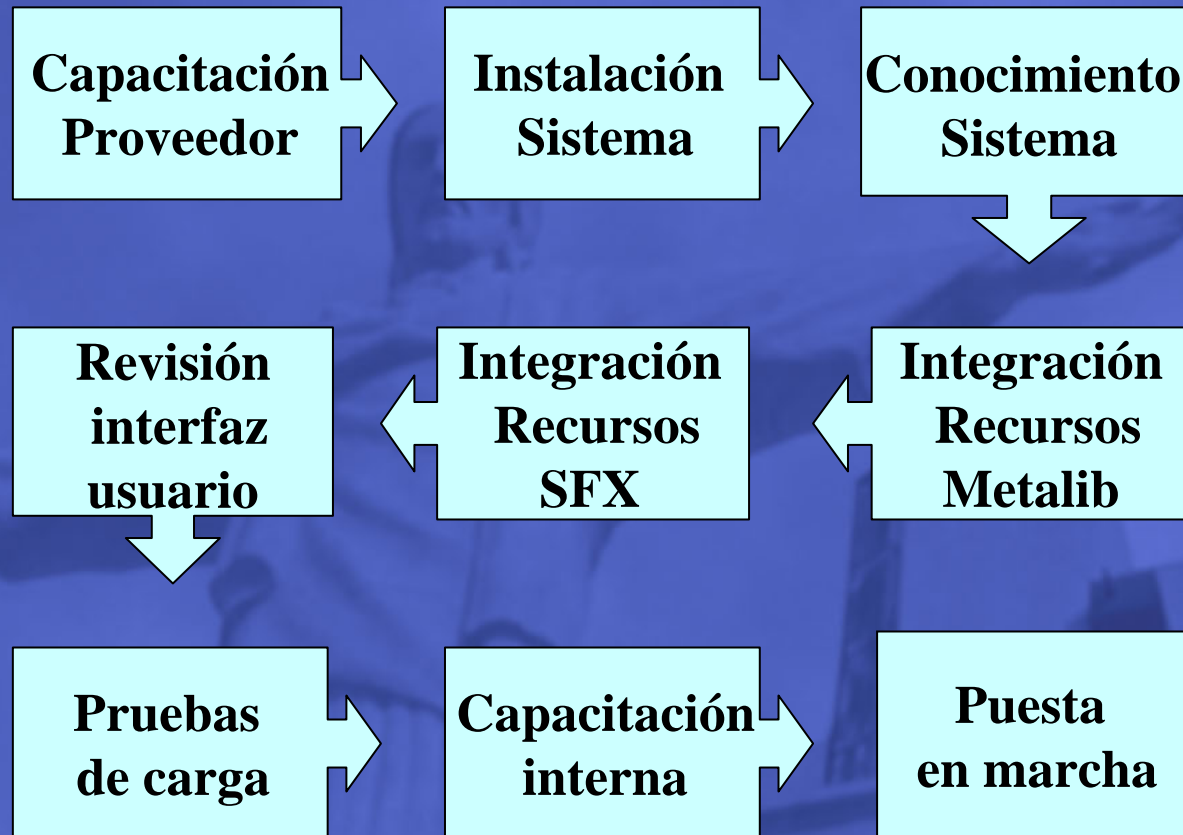 Capacitación
Proveedor
Instalación
Sistema
Conocimiento
Sistema
Integración
Recursos
Metalib
Integración
Recursos
SFX
Revisión
interfaz
usuario
Pruebas
de carga
Capacitación
interna
Puesta
en marcha